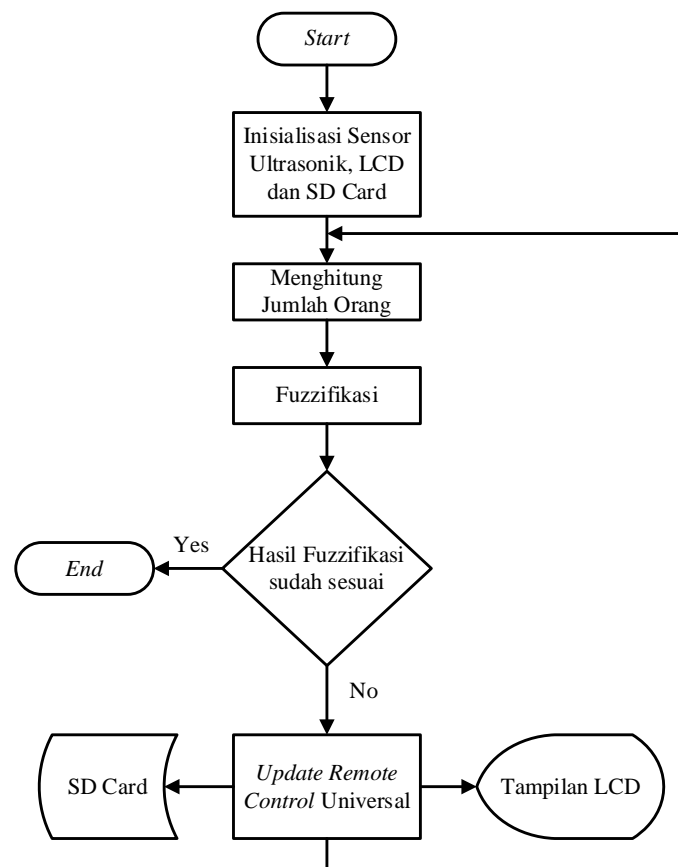 Start
Inisialisasi Sensor
Ultrasonik, LCD
dan SD Card
Menghitung
Jumlah Orang
Fuzzifikasi
Yes
Hasil Fuzzifikasi
sudah sesuai
End
No
SD Card
Update Remote
Control Universal
Tampilan LCD